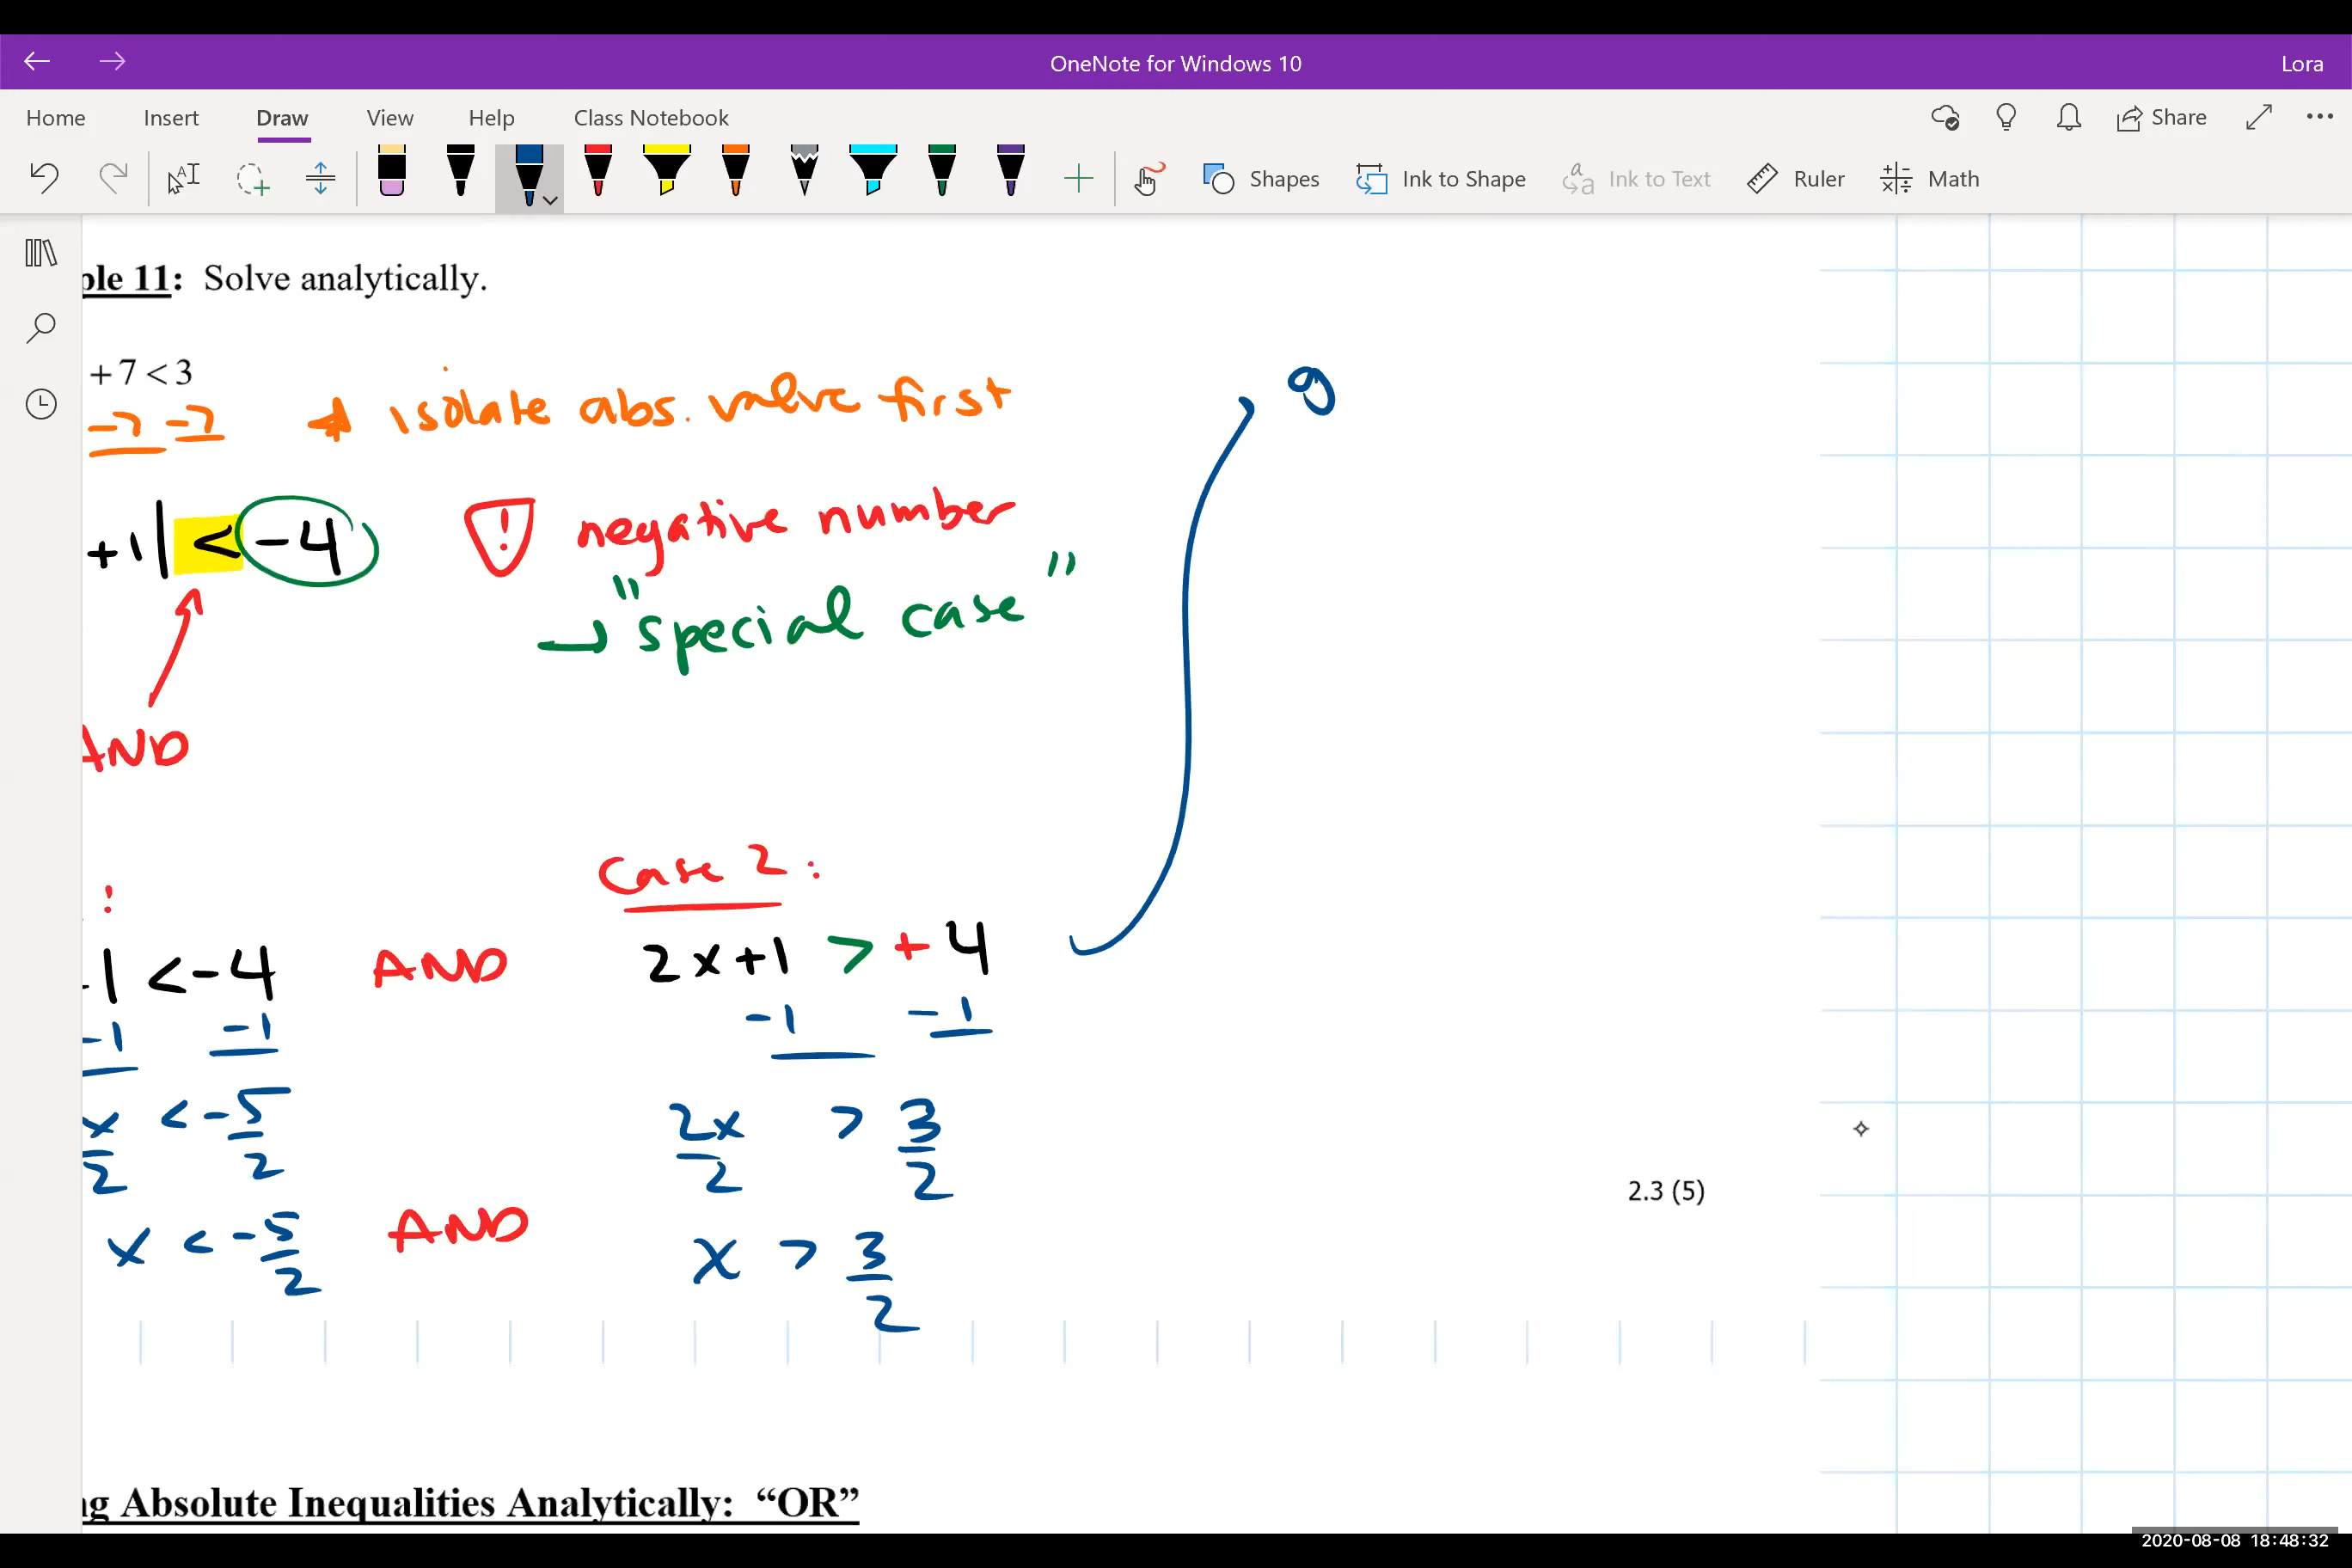 OneNote for Windows 10
Lora
Home Insert Draw View Help Class Notebook
Share
Shapes Ink to Shape Ink to Text Ruler Math
ple 11: Solve analytically.
+ 7 < 3
-7 -7 isolate abs. value first
+1| < -4 ! negative number
→ "special case"
AND
g
: Case 2:
-1 < -4 AND 2x+1 > +4
-1 -1 -1 -1
x/2 < -5/2 2x/2 > 3/2
x < -5/2 AND x > 3/2
2.3 (5)
ng Absolute Inequalities Analytically: “OR”
2020-08-08 18:48:32